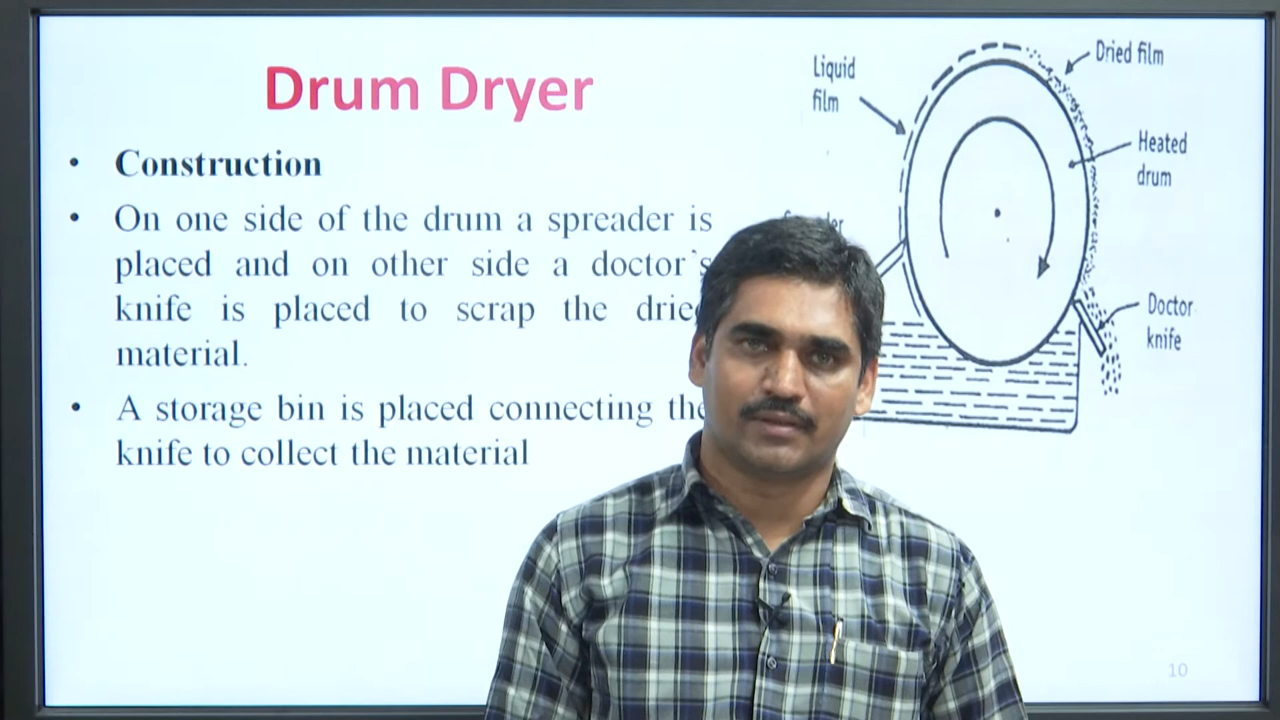 Drum Dryer
• Construction
• On one side of the drum a spreader is
placed and on other side a doctor`s
knife is placed to scrap the dried
material.
• A storage bin is placed connecting the
knife to collect the material
Liquid
film
Dried film
Heated
drum
Doctor
knife
10